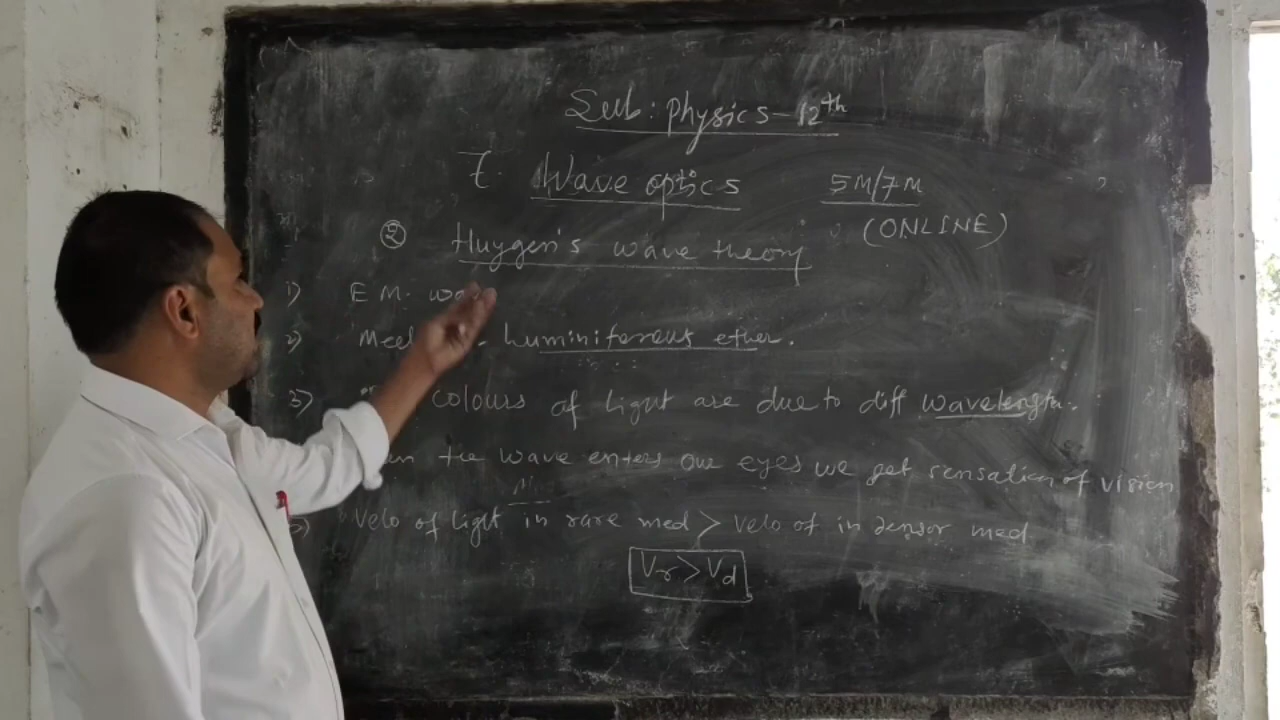 Sub: Physics - 12th
7. Wave optics 5M/7M
(ONLINE)
② Huygen's wave theory
1) E M. wa
2) Med - Luminiferous ether.
3) colours of light are due to diff wavelength.
the wave enters our eyes we get sensation of vision
5) Velo of light in rare med > velo of in densor med
Vr > Vd